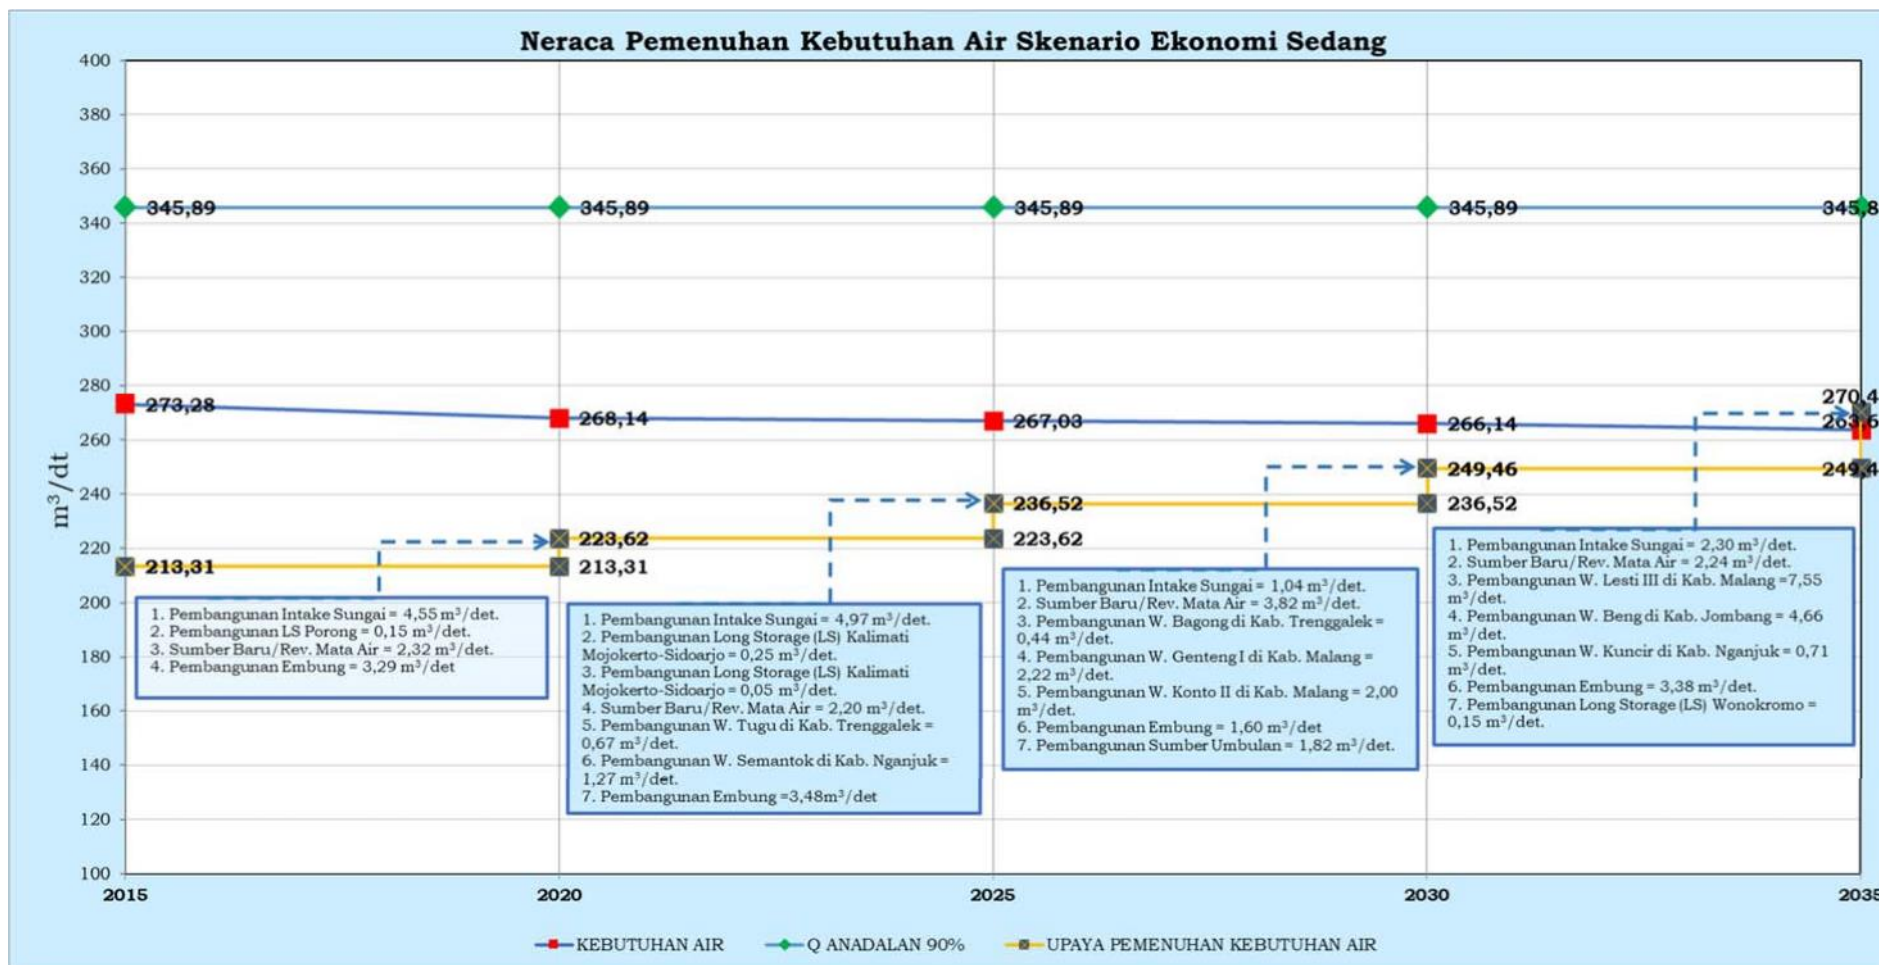 Neraca Pemenuhan Kebutuhan Air Skenario Ekonomi Sedang
m³/dt
400
380
360
340
320
300
280
260
240
220
200
180
160
140
120
100
345,89
345,89
345,89
345,89
345,8
273,28
268,14
267,03
266,14
263,6
270,4
213,31
223,62
213,31
236,52
223,62
249,46
236,52
249,4
1. Pembangunan Intake Sungai = 4,55 m³/det.
2. Pembangunan LS Porong = 0,15 m³/det.
3. Sumber Baru/Rev. Mata Air = 2,32 m³/det.
4. Pembangunan Embung = 3,29 m³/det
1. Pembangunan Intake Sungai = 4,97 m³/det.
2. Pembangunan Long Storage (LS) Kalimati
Mojokerto-Sidoarjo = 0,25 m³/det.
3. Pembangunan Long Storage (LS) Kalimati
Mojokerto-Sidoarjo = 0,05 m³/det.
4. Sumber Baru/Rev. Mata Air = 2,20 m³/det.
5. Pembangunan W. Tugu di Kab. Trenggalek =
0,67 m³/det.
6. Pembangunan W. Semantok di Kab. Nganjuk =
1,27 m³/det.
7. Pembangunan Embung =3,48m³/det
1. Pembangunan Intake Sungai = 1,04 m³/det.
2. Sumber Baru/Rev. Mata Air = 3,82 m³/det.
3. Pembangunan W. Bagong di Kab. Trenggalek =
0,44 m³/det.
4. Pembangunan W. Genteng I di Kab. Malang =
2,22 m³/det.
5. Pembangunan W. Konto II di Kab. Malang = 2,00
m³/det.
6. Pembangunan Embung = 1,60 m³/det
7. Pembangunan Sumber Umbulan = 1,82 m³/det.
1. Pembangunan Intake Sungai = 2,30 m³/det.
2. Sumber Baru/Rev. Mata Air = 2,24 m³/det.
3. Pembangunan W. Lesti III di Kab. Malang =7,55
m³/det.
4. Pembangunan W. Beng di Kab. Jombang = 4,66
m³/det.
5. Pembangunan W. Kuncir di Kab. Nganjuk = 0,71
m³/det.
6. Pembangunan Embung = 3,38 m³/det.
7. Pembangunan Long Storage (LS) Wonokromo =
0,15 m³/det.
2015
2020
2025
2030
2035
KEBUTUHAN AIR
Q ANADALAN 90%
UPAYA PEMENUHAN KEBUTUHAN AIR